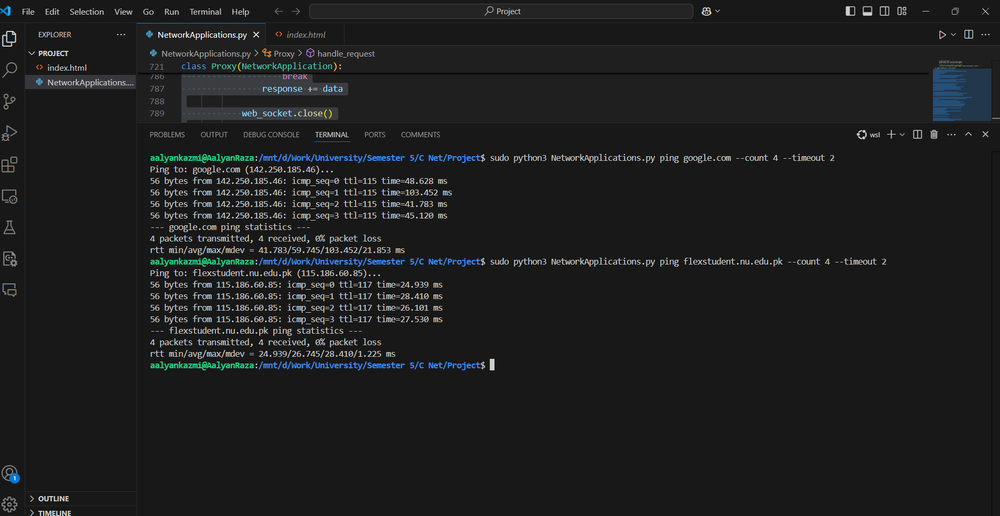 File Edit Selection View Go Run Terminal Help
Project
EXPLORER
PROJECT
index.html
NetworkApplications....
NetworkApplications.py
index.html
NetworkApplications.py > Proxy > handle_request
721 class Proxy(NetworkApplication):
786 break
787 response += data
788
789 web_socket.close()
PROBLEMS OUTPUT DEBUG CONSOLE TERMINAL PORTS COMMENTS
wsl
aalyankazmi@AalyanRaza:/mnt/d/Work/University/Semester 5/C Net/Project$ sudo python3 NetworkApplications.py ping google.com --count 4 --timeout 2
Ping to: google.com (142.250.185.46)...
56 bytes from 142.250.185.46: icmp_seq=0 ttl=115 time=48.628 ms
56 bytes from 142.250.185.46: icmp_seq=1 ttl=115 time=103.452 ms
56 bytes from 142.250.185.46: icmp_seq=2 ttl=115 time=41.783 ms
56 bytes from 142.250.185.46: icmp_seq=3 ttl=115 time=45.120 ms
--- google.com ping statistics ---
4 packets transmitted, 4 received, 0% packet loss
rtt min/avg/max/mdev = 41.783/59.745/103.452/21.853 ms
aalyankazmi@AalyanRaza:/mnt/d/Work/University/Semester 5/C Net/Project$ sudo python3 NetworkApplications.py ping flexstudent.nu.edu.pk --count 4 --timeout 2
Ping to: flexstudent.nu.edu.pk (115.186.60.85)...
56 bytes from 115.186.60.85: icmp_seq=0 ttl=117 time=24.939 ms
56 bytes from 115.186.60.85: icmp_seq=1 ttl=117 time=28.410 ms
56 bytes from 115.186.60.85: icmp_seq=2 ttl=117 time=26.101 ms
56 bytes from 115.186.60.85: icmp_seq=3 ttl=117 time=27.530 ms
--- flexstudent.nu.edu.pk ping statistics ---
4 packets transmitted, 4 received, 0% packet loss
rtt min/avg/max/mdev = 24.939/26.745/28.410/1.225 ms
aalyankazmi@AalyanRaza:/mnt/d/Work/University/Semester 5/C Net/Project$
1
OUTLINE
TIMELINE